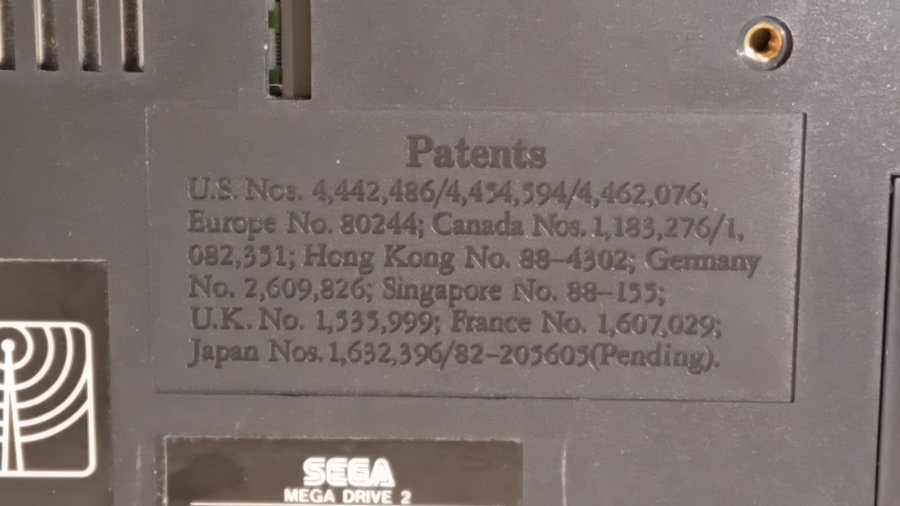 Patents
U.S. Nos. 4,442,486/4,454,594/4,462,076;
Europe No. 80244; Canada Nos. 1,183,276/1,
082,351; Hong Kong No. 88-4302; Germany
No. 2,609,826; Singapore No. 88-155;
U.K. No. 1,535,999; France No. 1,607,029;
Japan Nos. 1,632,396/82-205605(Pending).
SEGA
MEGA DRIVE 2